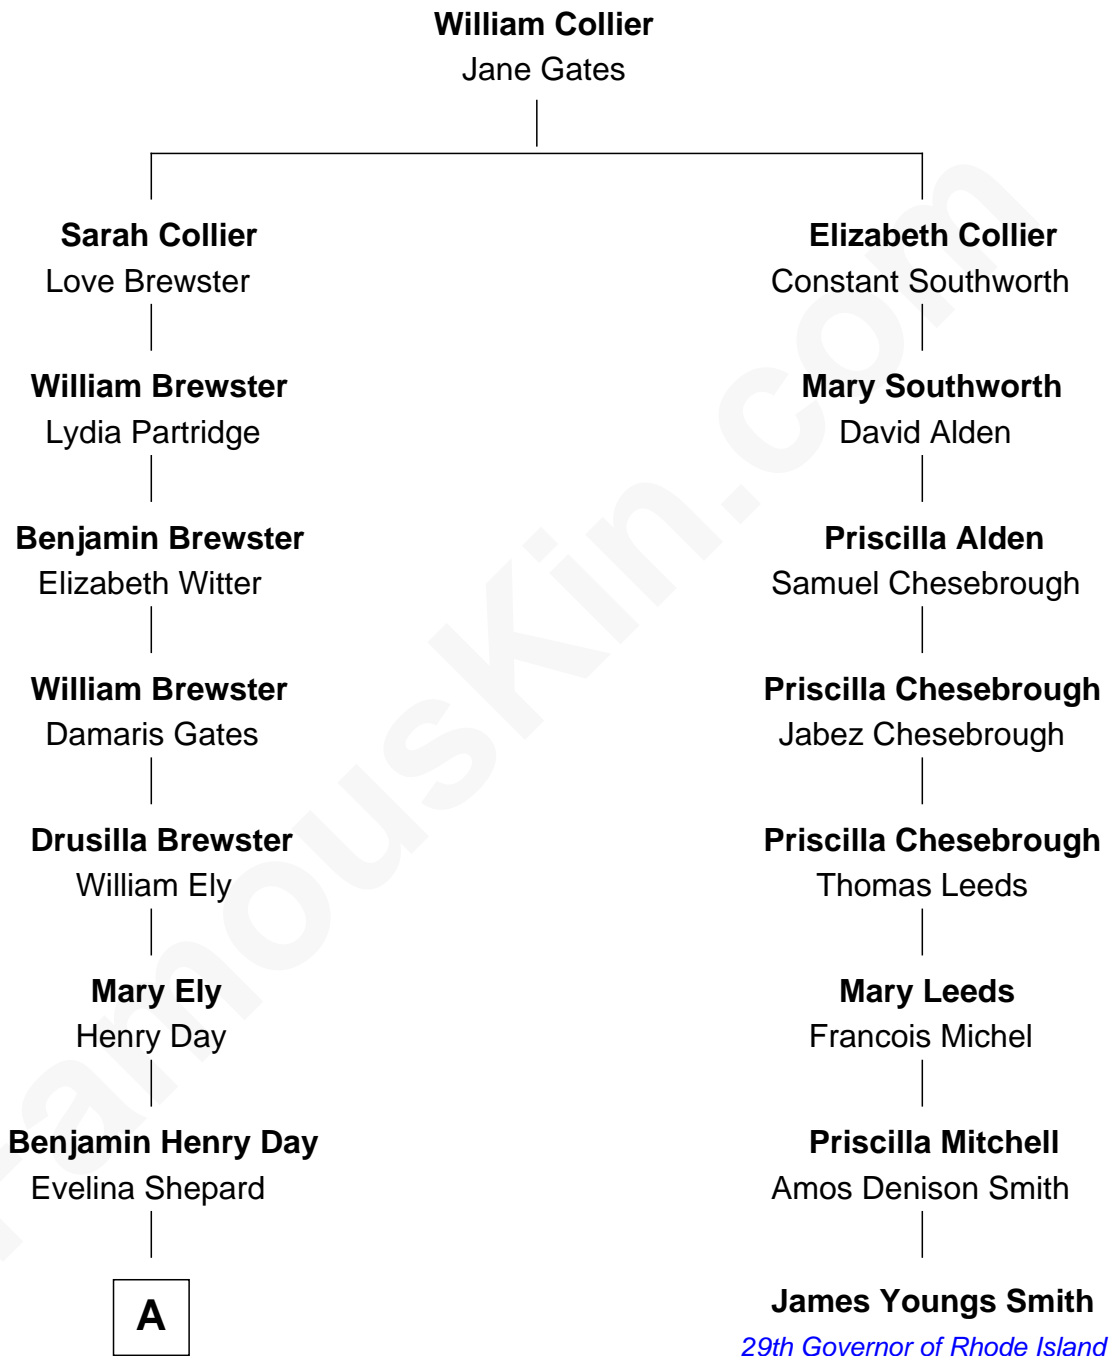 William Collier
Jane Gates
Sarah Collier
Love Brewster
Elizabeth Collier
Constant Southworth
William Brewster
Lydia Partridge
Mary Southworth
David Alden
Benjamin Brewster
Elizabeth Witter
Priscilla Alden
Samuel Chesebrough
William Brewster
Damaris Gates
Priscilla Chesebrough
Jabez Chesebrough
Drusilla Brewster
William Ely
Priscilla Chesebrough
Thomas Leeds
Mary Ely
Henry Day
Mary Leeds
Francois Michel
Benjamin Henry Day
Evelina Shepard
Priscilla Mitchell
Amos Denison Smith
A
James Youngs Smith
29th Governor of Rhode Island
FamousKin.com